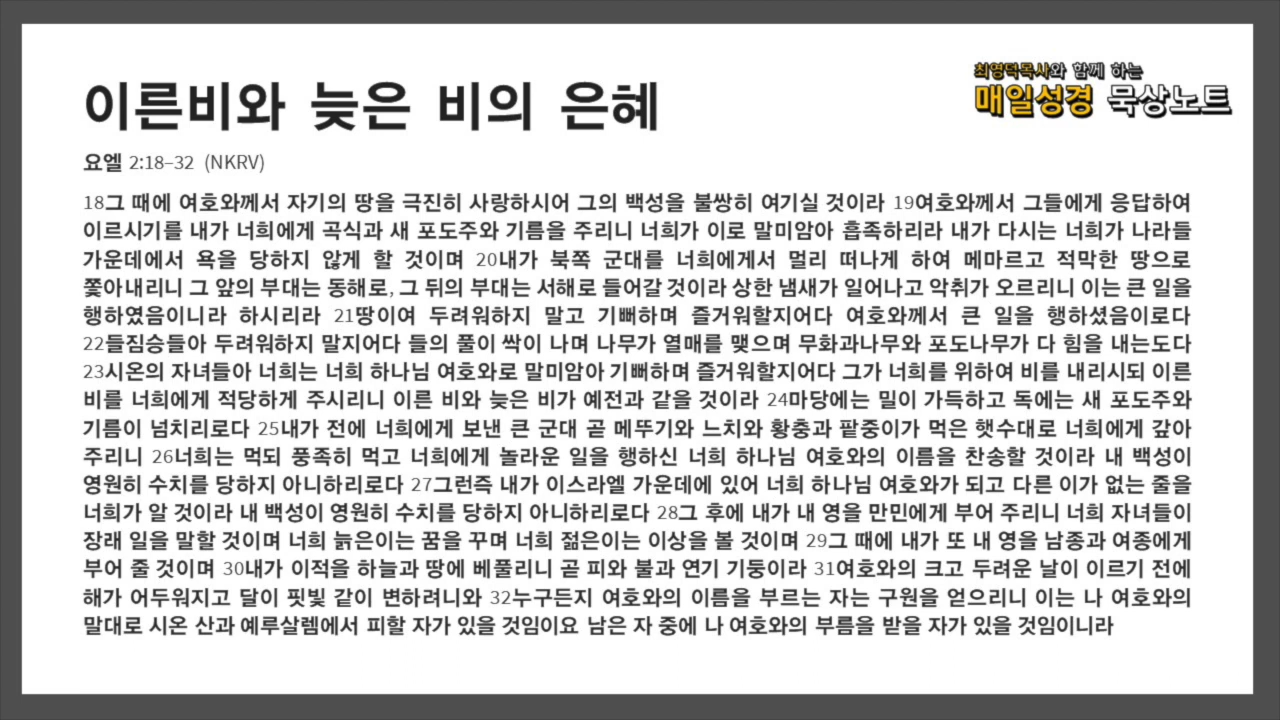 최영덕목사와 함께 하는
매일성경 묵상노트
이른비와 늦은 비의 은혜
요엘 2:18–32 (NKRV)
18그 때에 여호와께서 자기의 땅을 극진히 사랑하시어 그의 백성을 불쌍히 여기실 것이라 19여호와께서 그들에게 응답하여
이르시기를 내가 너희에게 곡식과 새 포도주와 기름을 주리니 너희가 이로 말미암아 흡족하리라 내가 다시는 너희가 나라들
가운데에서 욕을 당하지 않게 할 것이며 20내가 북쪽 군대를 너희에게서 멀리 떠나게 하여 메마르고 적막한 땅으로
쫓아내리니 그 앞의 부대는 동해로, 그 뒤의 부대는 서해로 들어갈 것이라 상한 냄새가 일어나고 악취가 오르리니 이는 큰 일을
행하였음이니라 하시리라 21땅이여 두려워하지 말고 기뻐하며 즐거워할지어다 여호와께서 큰 일을 행하셨음이로다
22들짐승들아 두려워하지 말지어다 들의 풀이 싹이 나며 나무가 열매를 맺으며 무화과나무와 포도나무가 다 힘을 내는도다
23시온의 자녀들아 너희는 너희 하나님 여호와로 말미암아 기뻐하며 즐거워할지어다 그가 너희를 위하여 비를 내리시되 이른
비를 너희에게 적당하게 주시리니 이른 비와 늦은 비가 예전과 같을 것이라 24마당에는 밀이 가득하고 독에는 새 포도주와
기름이 넘치리로다 25내가 전에 너희에게 보낸 큰 군대 곧 메뚜기와 느치와 황충과 팥중이가 먹은 햇수대로 너희에게 갚아
주리니 26너희는 먹되 풍족히 먹고 너희에게 놀라운 일을 행하신 너희 하나님 여호와의 이름을 찬송할 것이라 내 백성이
영원히 수치를 당하지 아니하리로다 27그런즉 내가 이스라엘 가운데에 있어 너희 하나님 여호와가 되고 다른 이가 없는 줄을
너희가 알 것이라 내 백성이 영원히 수치를 당하지 아니하리로다 28그 후에 내가 내 영을 만민에게 부어 주리니 너희 자녀들이
장래 일을 말할 것이며 너희 늙은이는 꿈을 꾸며 너희 젊은이는 이상을 볼 것이며 29그 때에 내가 또 내 영을 남종과 여종에게
부어 줄 것이며 30내가 이적을 하늘과 땅에 베풀리니 곧 피와 불과 연기 기둥이라 31여호와의 크고 두려운 날이 이르기 전에
해가 어두워지고 달이 핏빛 같이 변하려니와 32누구든지 여호와의 이름을 부르는 자는 구원을 얻으리니 이는 나 여호와의
말대로 시온 산과 예루살렘에서 피할 자가 있을 것임이요 남은 자 중에 나 여호와의 부름을 받을 자가 있을 것임이니라